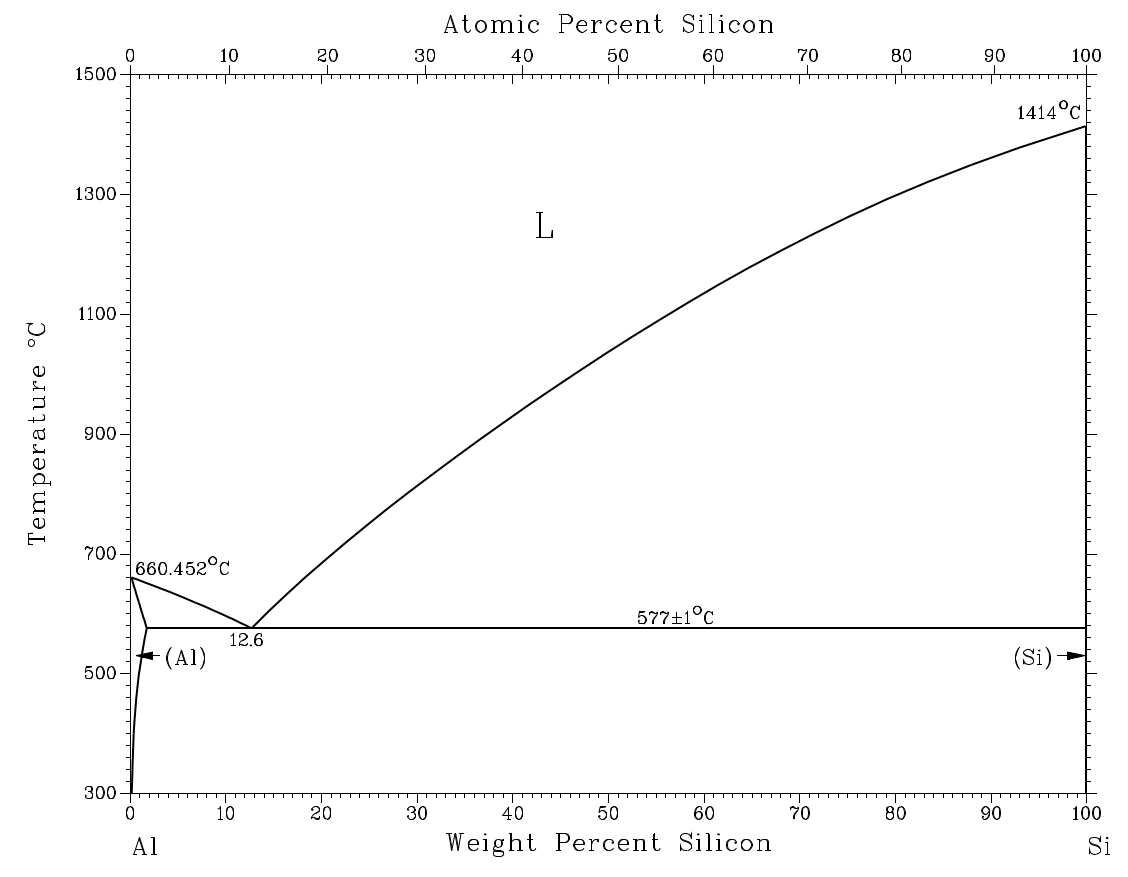 Atomic Percent Silicon
0 10 20 30 40 50 60 70 80 90 100
1500
1414°C
1300
L
1100
Temperature °C
900
700
660.452°C
577±1°C
12.6
(Al) (Si)
500
300
0 10 20 30 40 50 60 70 80 90 100
Al Weight Percent Silicon Si